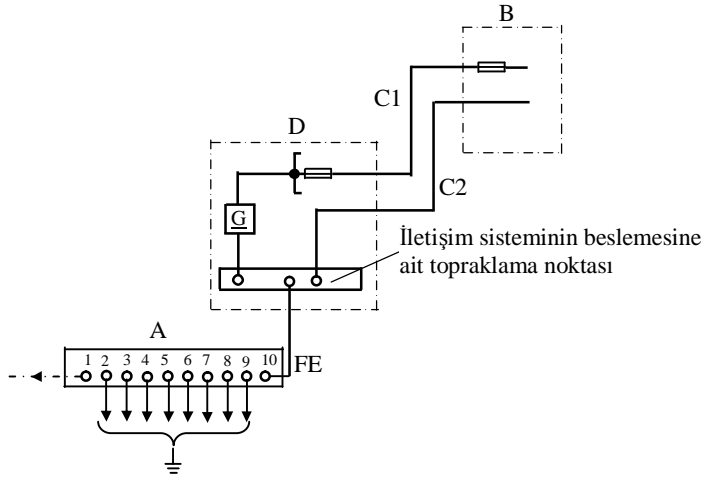 B
C1
D
C2
G
İletişim sisteminin beslemesine
ait topraklama noktası
A
1 2 3 4 5 6 7 8 9 10
FE